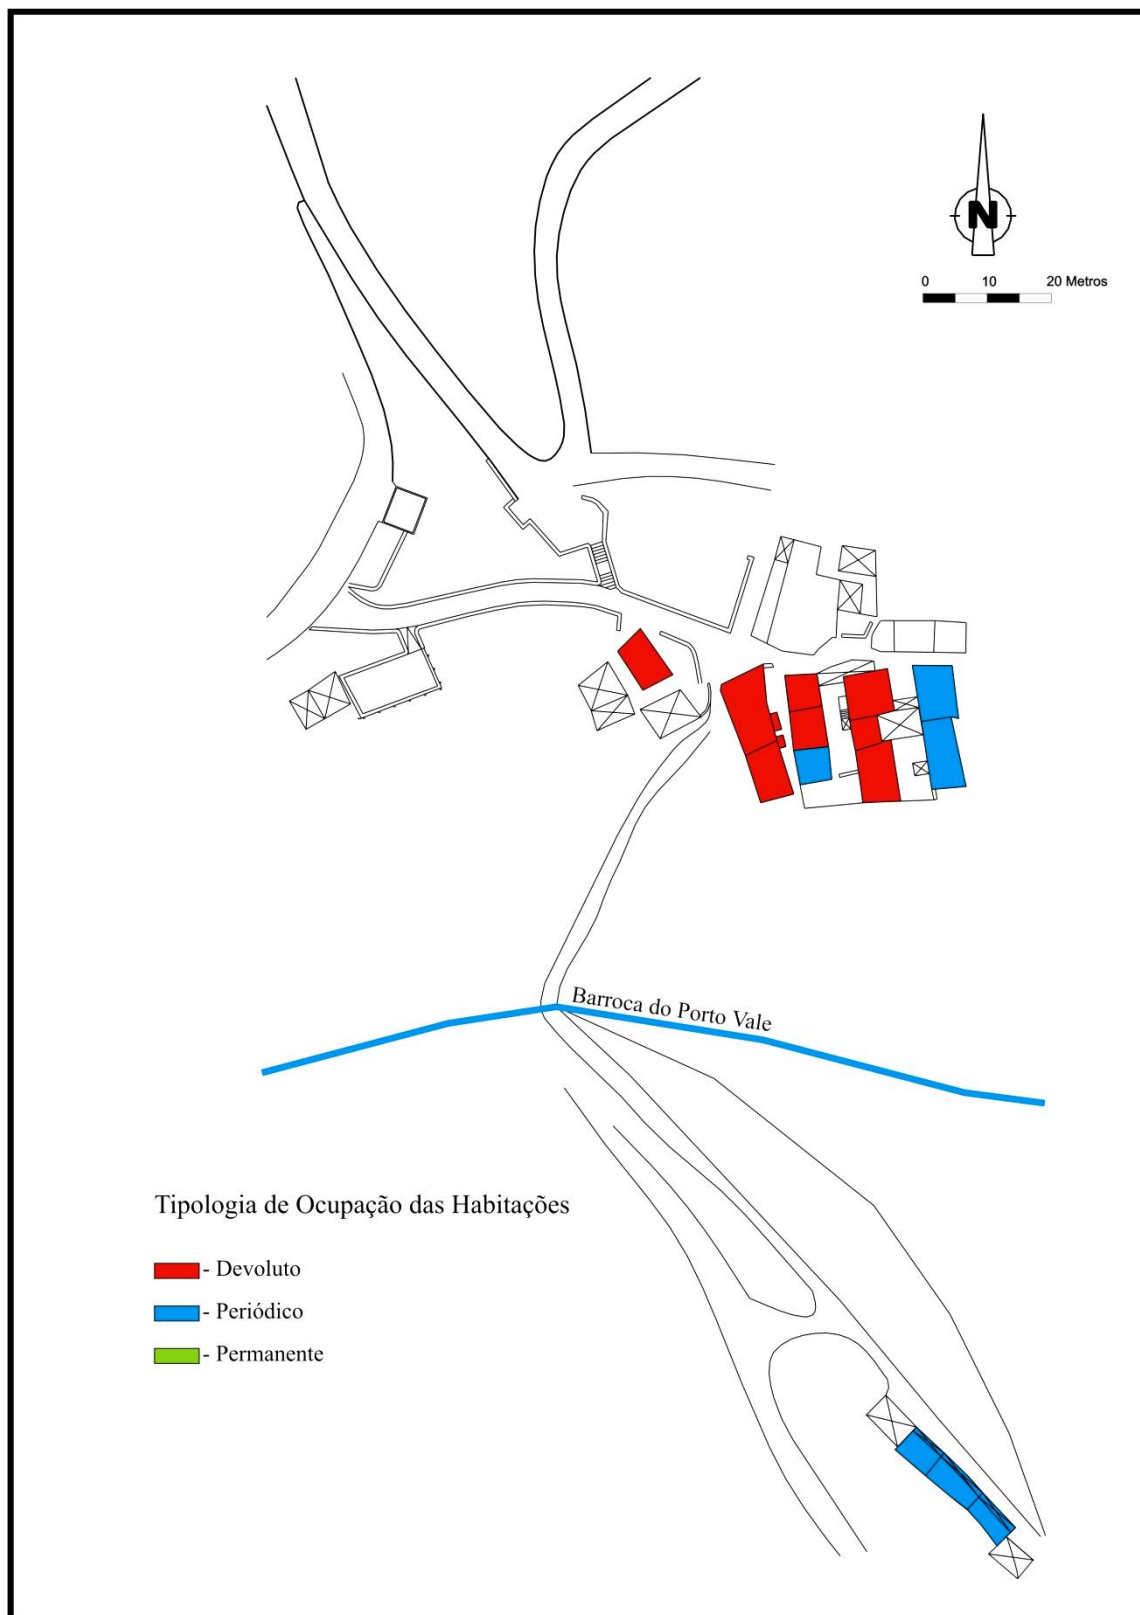 N
0 10 20 Metros
Barroca do Porto Vale
Tipologia de Ocupação das Habitações
- Devoluto
- Periódico
- Permanente